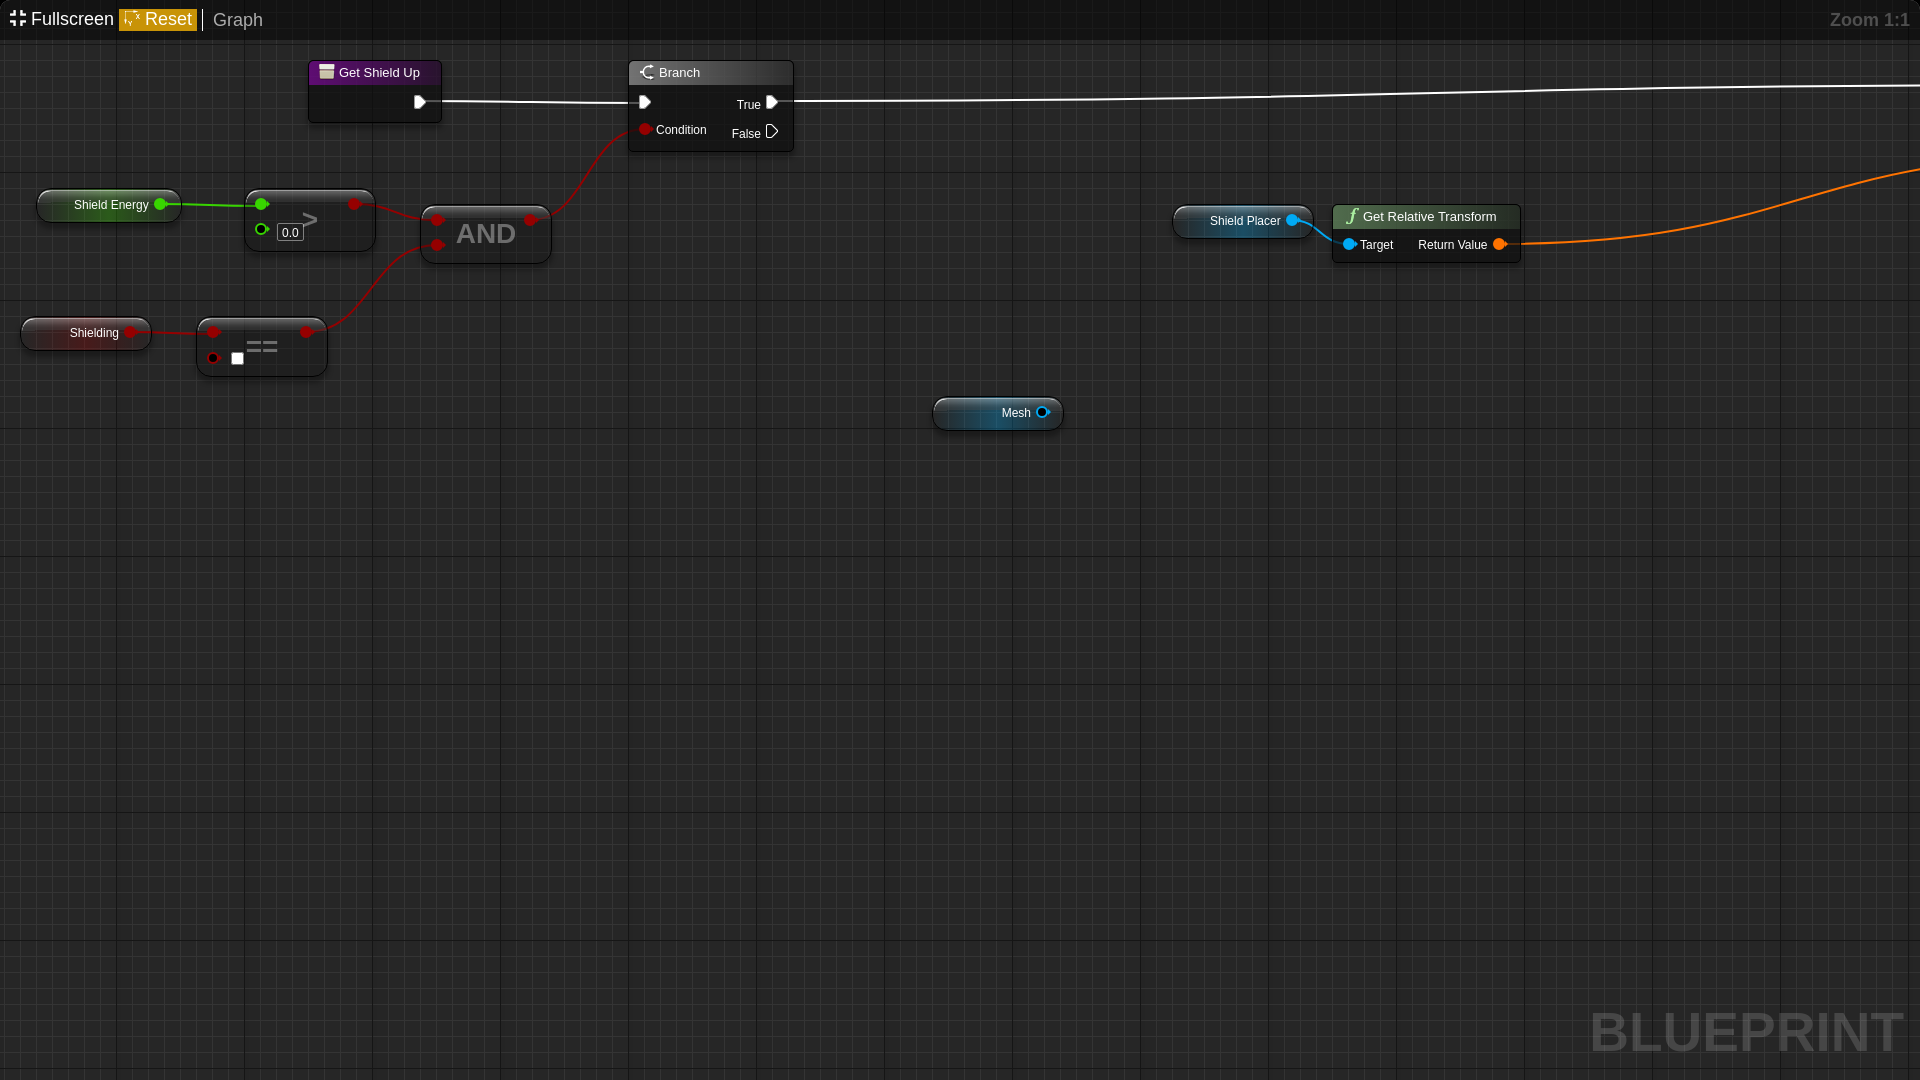 Fullscreen Reset Graph Zoom 1:1
Get Shield Up
Branch
True
Condition
False
Shield Energy
>
0.0
AND
Shield Placer
Get Relative Transform
Target Return Value
Shielding
==
Mesh
BLUEPRINT